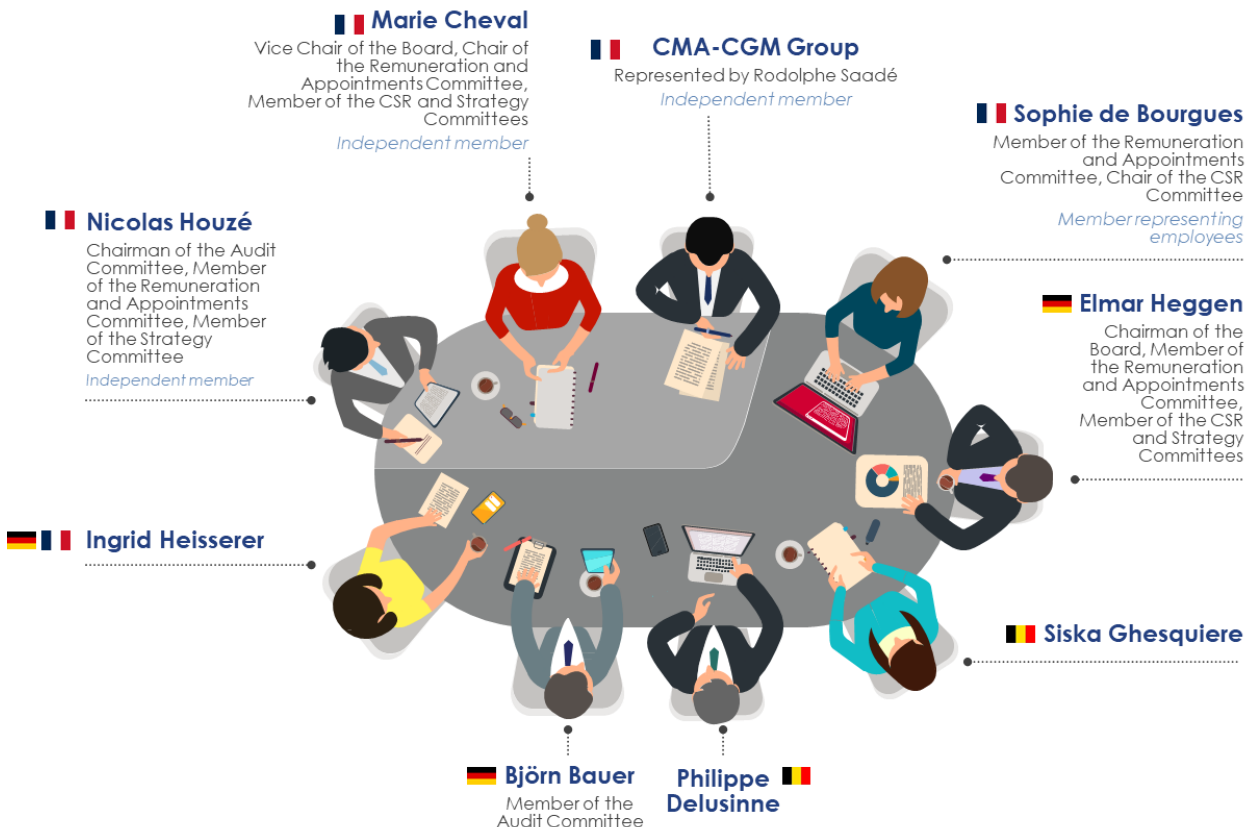 Marie Cheval
Vice Chair of the Board, Chair of
the Remuneration and
Appointments Committee,
Member of the CSR and Strategy
Committees
Independent member
CMA-CGM Group
Represented by Rodolphe Saadé
Independent member
Sophie de Bourgues
Member of the Remuneration
and Appointments
Committee, Chair of the CSR
Committee
Member representing
employees
Nicolas Houzé
Chairman of the Audit
Committee, Member
of the Remuneration
and Appointments
Committee, Member
of the Strategy
Committee
Independent member
Elmar Heggen
Chairman of the
Board, Member of
the Remuneration
and Appointments
Committee,
Member of the CSR
and Strategy
Committees
Ingrid Heisserer
Siska Ghesquiere
Björn Bauer
Member of the
Audit Committee
Philippe
Delusinne